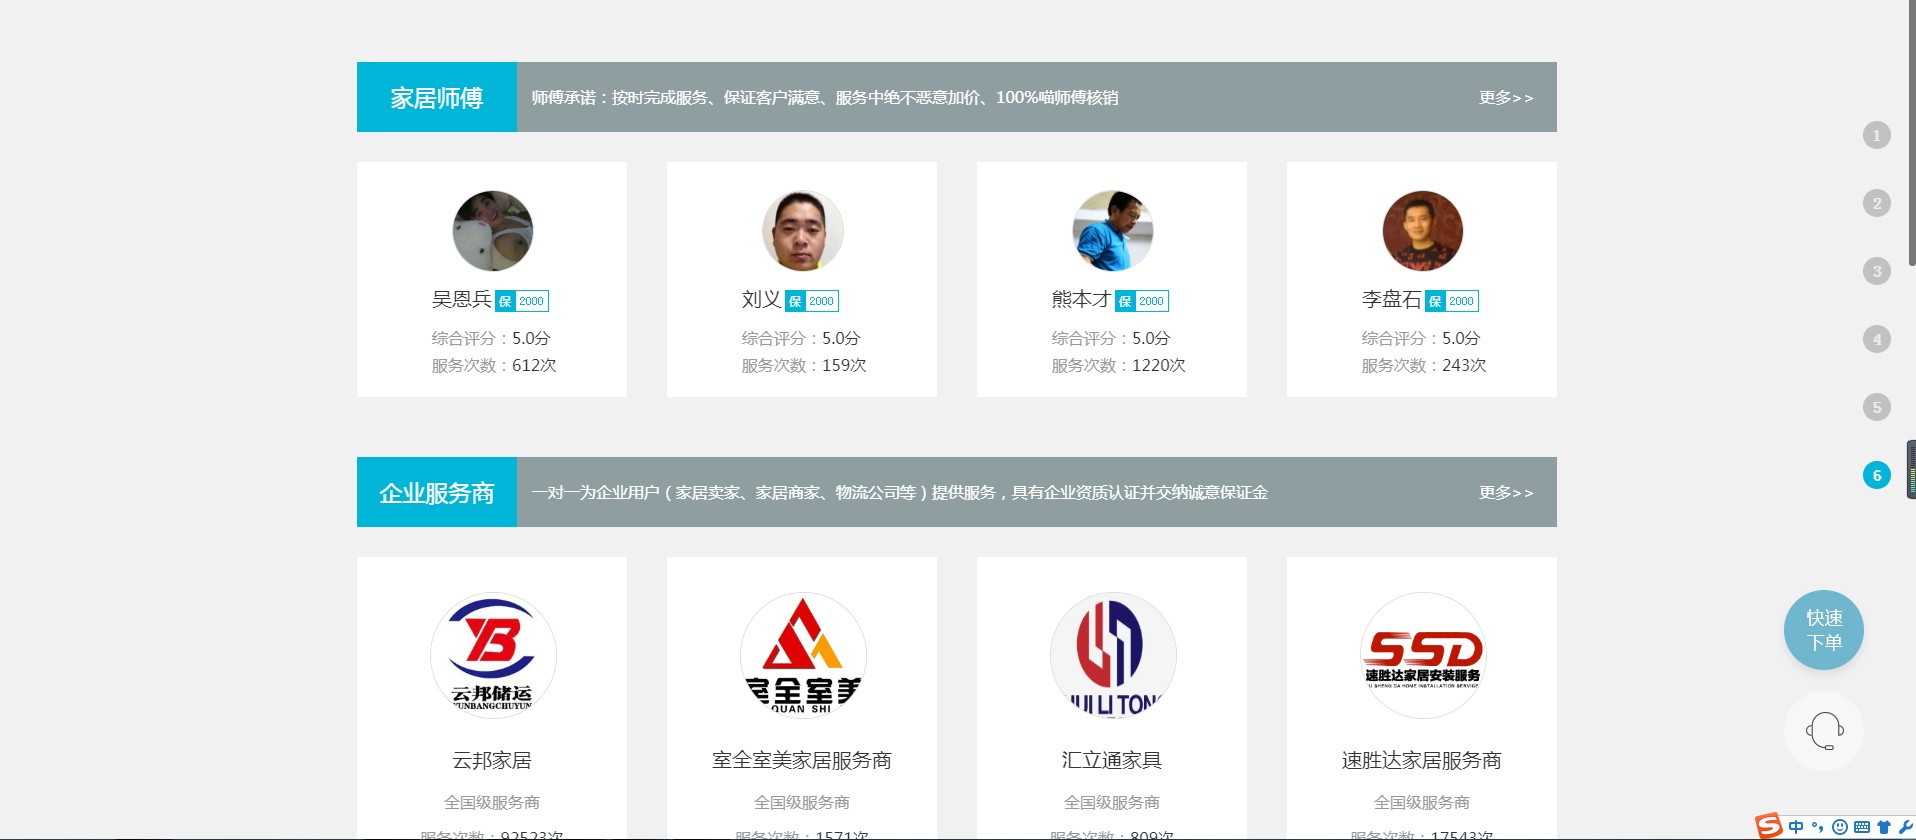 家居师傅
师傅承诺：按时完成服务、保证客户满意、服务中绝不恶意加价、100%喵师傅核销
更多>>
吴恩兵 保 2000
综合评分：5.0分
服务次数：612次
刘义 保 2000
综合评分：5.0分
服务次数：159次
熊本才 保 2000
综合评分：5.0分
服务次数：1220次
李盘石 保 2000
综合评分：5.0分
服务次数：243次
企业服务商
一对一为企业用户（家居卖家、家居商家、物流公司等）提供服务，具有企业资质认证并交纳诚意保证金
更多>>
YB
云邦储运
YUNBANGCHUYUN
云邦家居
全国级服务商
服务次数：92523次
室全室美
QUAN SHI
室全室美家居服务商
全国级服务商
服务次数：1571次
HUI LI TONG
汇立通家具
全国级服务商
服务次数：809次
SSD
速胜达家居安装服务
SU SHENG DA HOME INSTALLATION SERVICE
速胜达家居服务商
全国级服务商
服务次数：17543次
1
2
3
4
5
6
快速
下单
S 中